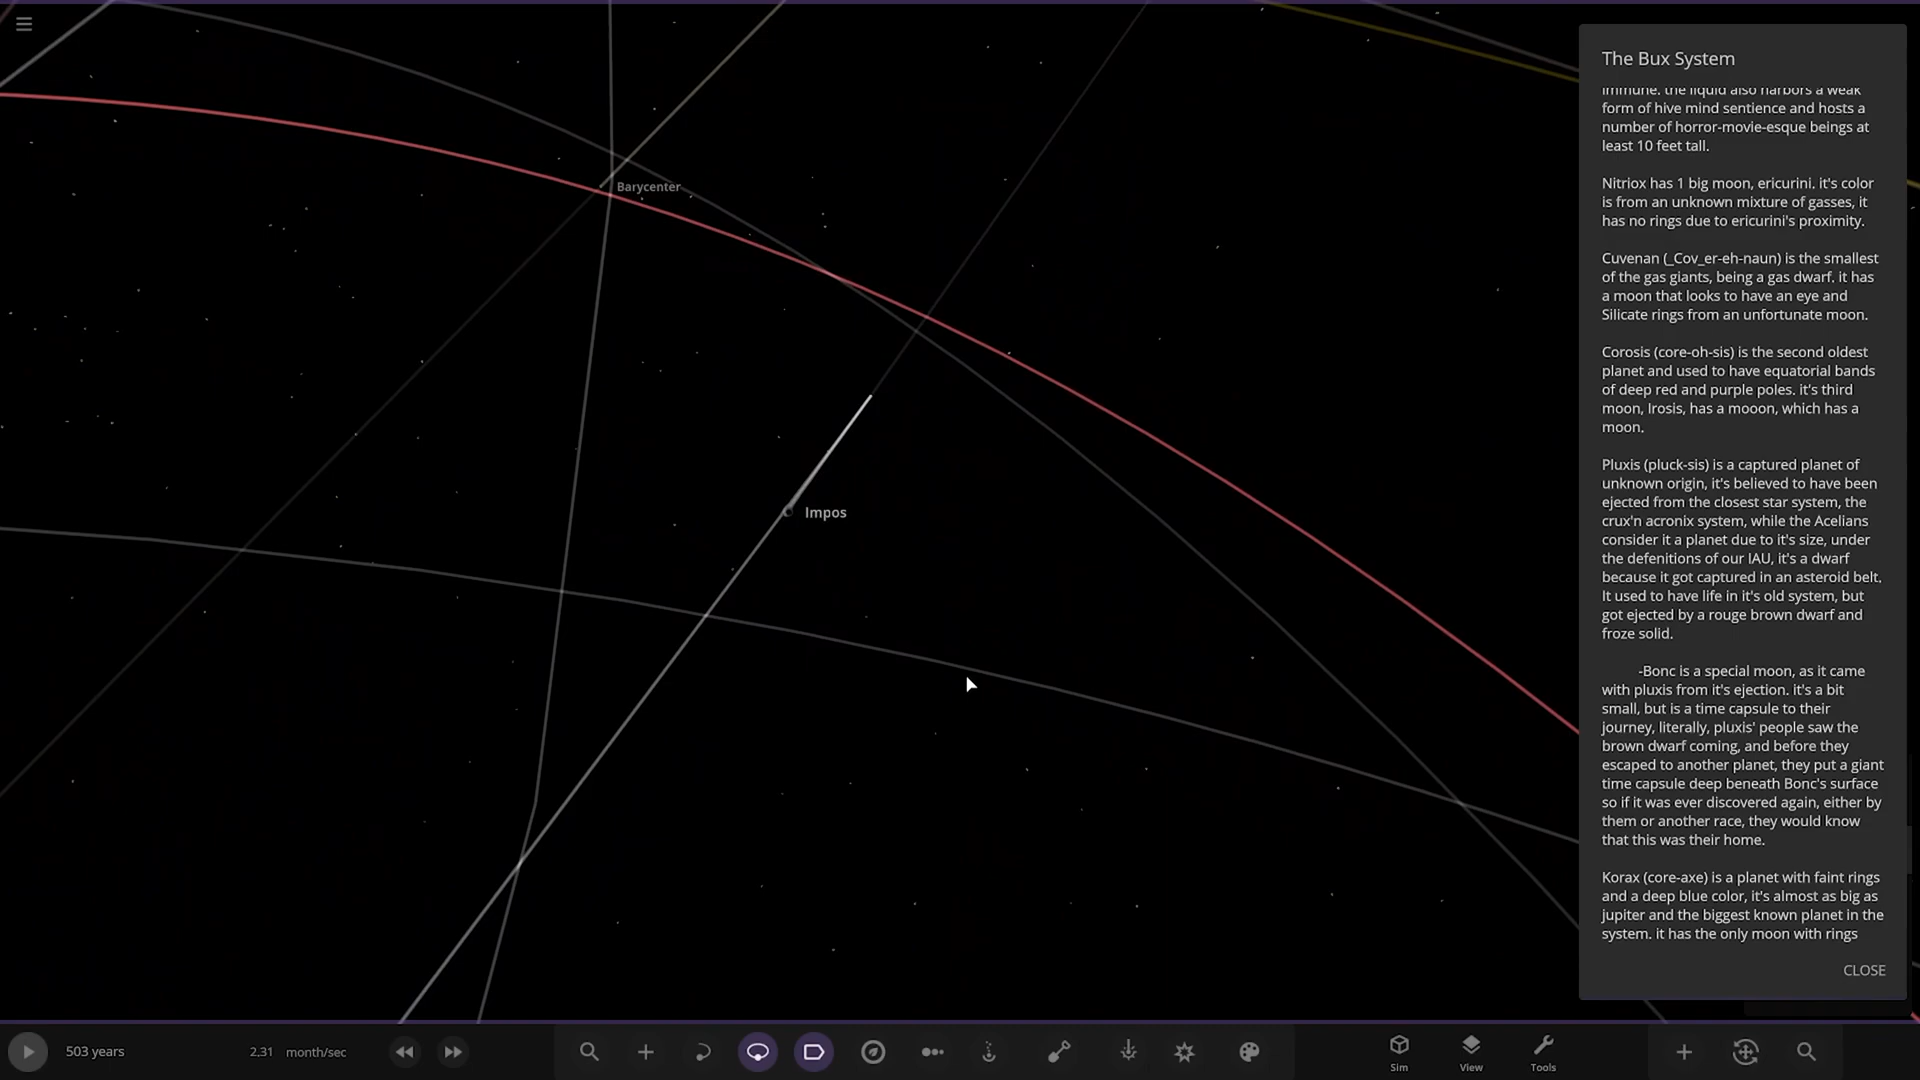 The Bux System
immune. the liquid also harbors a weak
form of hive mind sentience and hosts a
number of horror-movie-esque beings at
least 10 feet tall.
Nitriox has 1 big moon, ericurini. it's color
is from an unknown mixture of gasses, it
has no rings due to ericurini's proximity.
Cuvenan (_Cov_er-eh-naun) is the smallest
of the gas giants, being a gas dwarf. it has
a moon that looks to have an eye and
Silicate rings from an unfortunate moon.
Corosis (core-oh-sis) is the second oldest
planet and used to have equatorial bands
of deep red and purple poles. it's third
moon, Irosis, has a mooon, which has a
moon.
Pluxis (pluck-sis) is a captured planet of
unknown origin, it's believed to have been
ejected from the closest star system, the
crux'n acronix system, while the Acelians
consider it a planet due to it's size, under
the defenitions of our IAU, it's a dwarf
because it got captured in an asteroid belt.
It used to have life in it's old system, but
got ejected by a rouge brown dwarf and
froze solid.
-Bonc is a special moon, as it came
with pluxis from it's ejection. it's a bit
small, but is a time capsule to their
journey, literally, pluxis' people saw the
brown dwarf coming, and before they
escaped to another planet, they put a giant
time capsule deep beneath Bonc's surface
so if it was ever discovered again, either by
them or another race, they would know
that this was their home.
Korax (core-axe) is a planet with faint rings
and a deep blue color, it's almost as big as
jupiter and the biggest known planet in the
system. it has the only moon with rings
CLOSE
Barycenter
Impos
503 years
2.31 month/sec
Sim
View
Tools